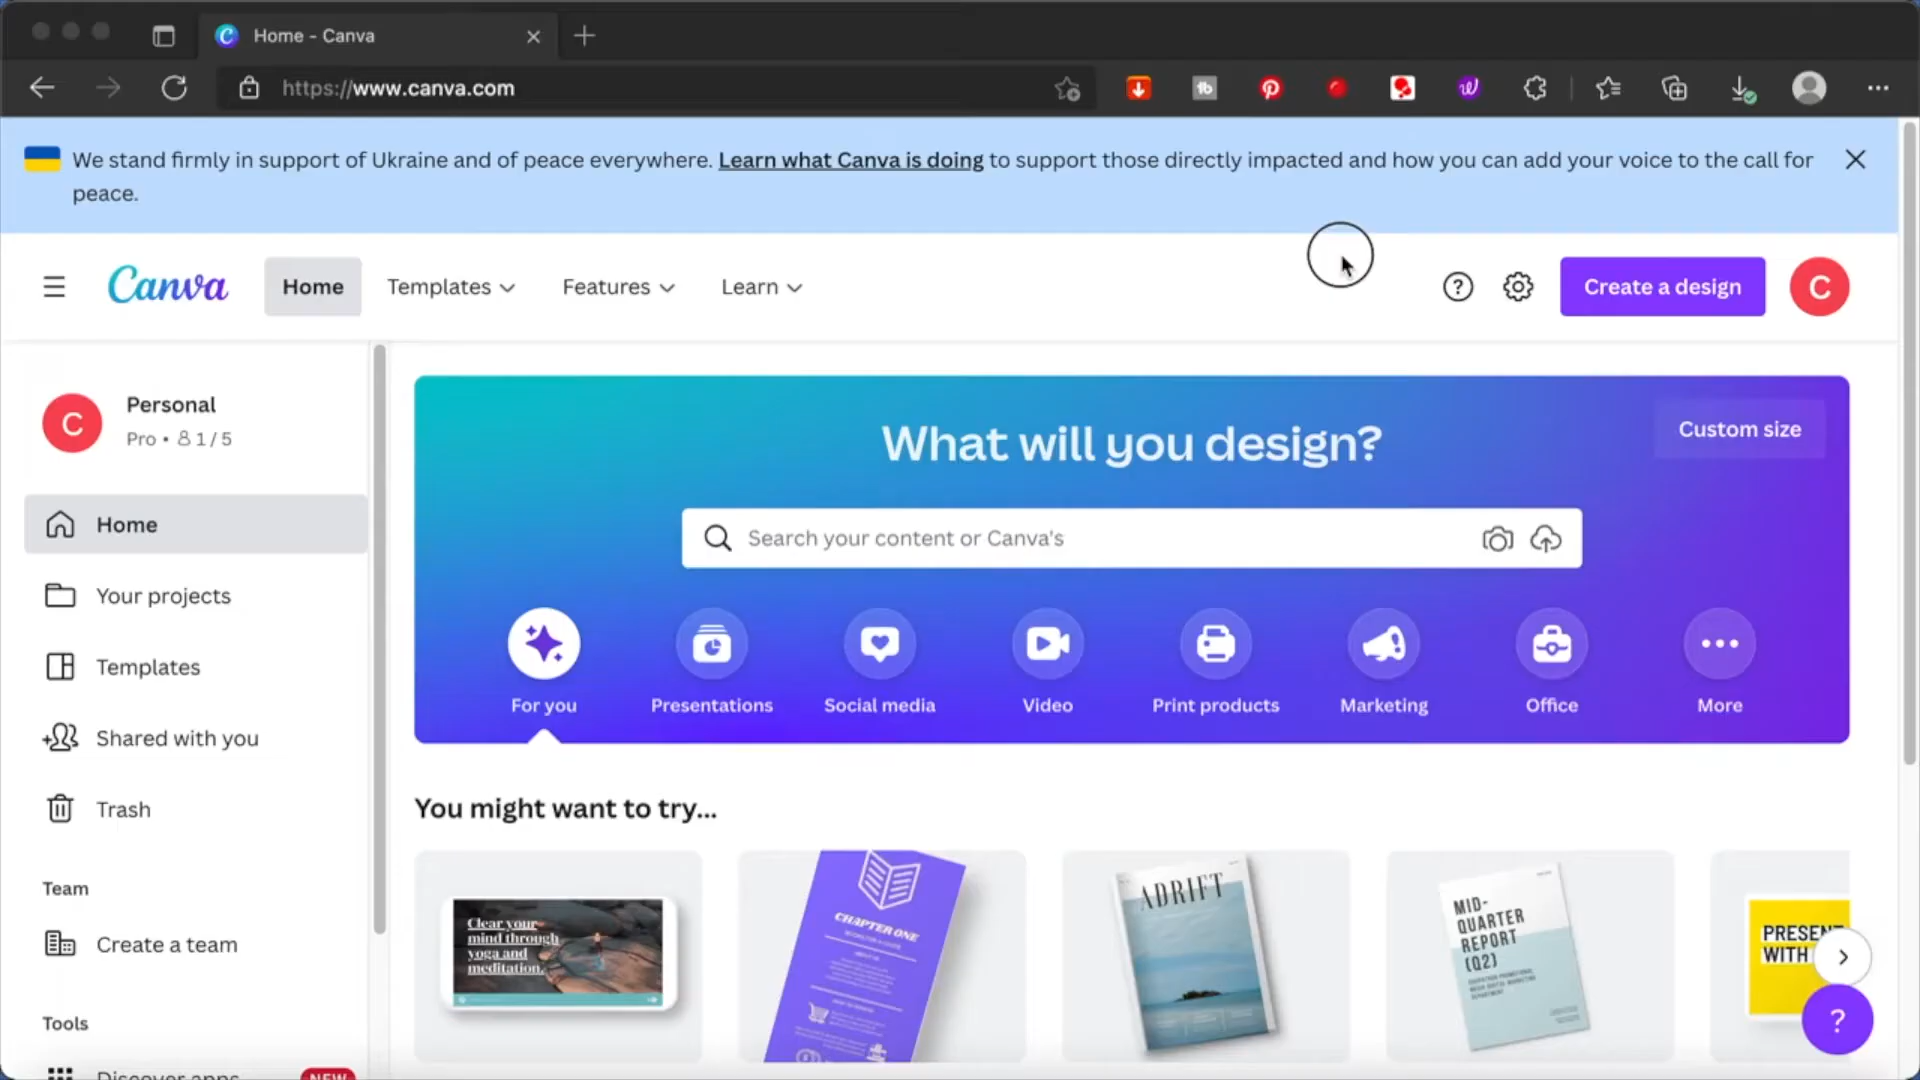 Home - Canva
https://www.canva.com
We stand firmly in support of Ukraine and of peace everywhere. Learn what Canva is doing to support those directly impacted and how you can add your voice to the call for
peace.
Canva
Home
Templates
Features
Learn
?
Create a design
C
C
Personal
Pro • 1 / 5
What will you design?
Custom size
Home
Search your content or Canva's
Your projects
Templates
For you
Presentations
Social media
Video
Print products
Marketing
Office
More
Shared with you
Trash
You might want to try...
Team
Create a team
Clear your
mind through
yoga and
meditation.
CHAPTER ONE
ADRIFT
MID-
QUARTER
REPORT
(Q2)
PRESENT
WITH
?
Tools
Discover apps
NEW